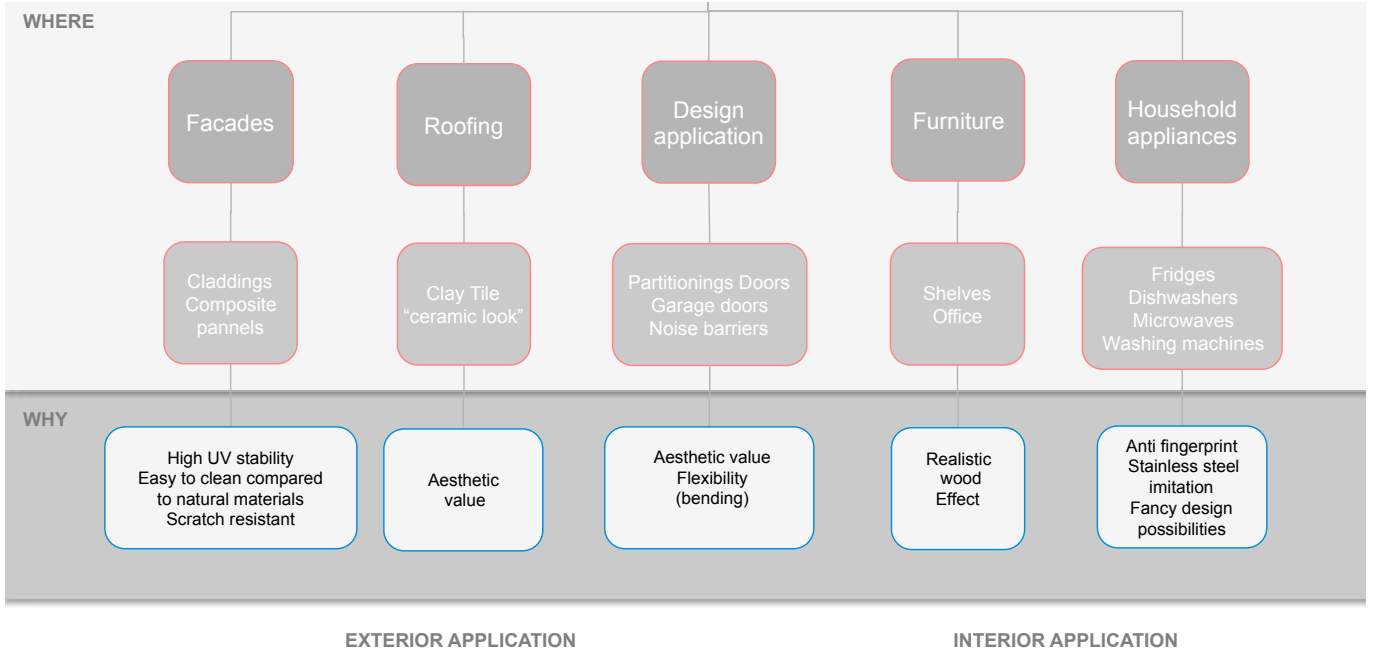 WHERE
Facades
Roofing
Design
application
Furniture
Household
appliances
Claddings
Composite
pannels
Clay Tile
“ceramic look”
Partitionings Doors
Garage doors
Noise barriers
Shelves
Office
Fridges
Dishwashers
Microwaves
Washing machines
WHY
High UV stability
Easy to clean compared
to natural materials
Scratch resistant
Aesthetic
value
Aesthetic value
Flexibility
(bending)
Realistic
wood
Effect
Anti fingerprint
Stainless steel
imitation
Fancy design
possibilities
EXTERIOR APPLICATION
INTERIOR APPLICATION